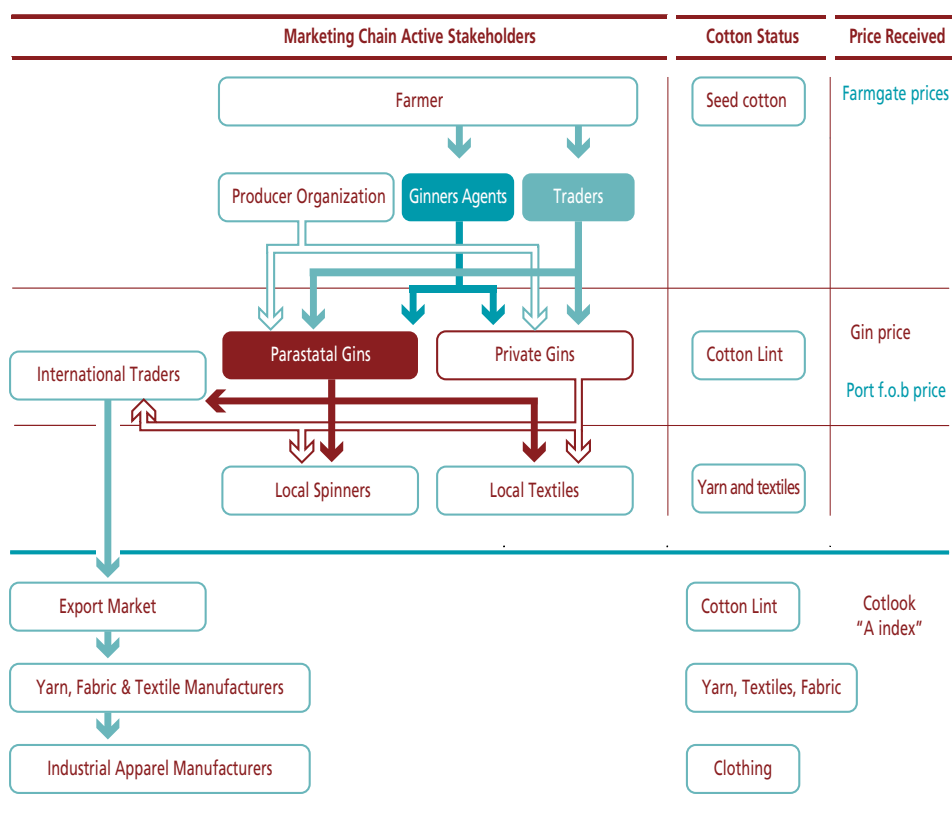 Marketing Chain Active Stakeholders
Cotton Status
Price Received
Farmer
Seed cotton
Farmgate prices
Producer Organization
Ginners Agents
Traders
Parastatal Gins
Private Gins
Cotton Lint
Gin price
International Traders
Port f.o.b price
Local Spinners
Local Textiles
Yarn and textiles
Export Market
Cotton Lint
Cotlook
“A index”
Yarn, Fabric & Textile Manufacturers
Yarn, Textiles, Fabric
Industrial Apparel Manufacturers
Clothing